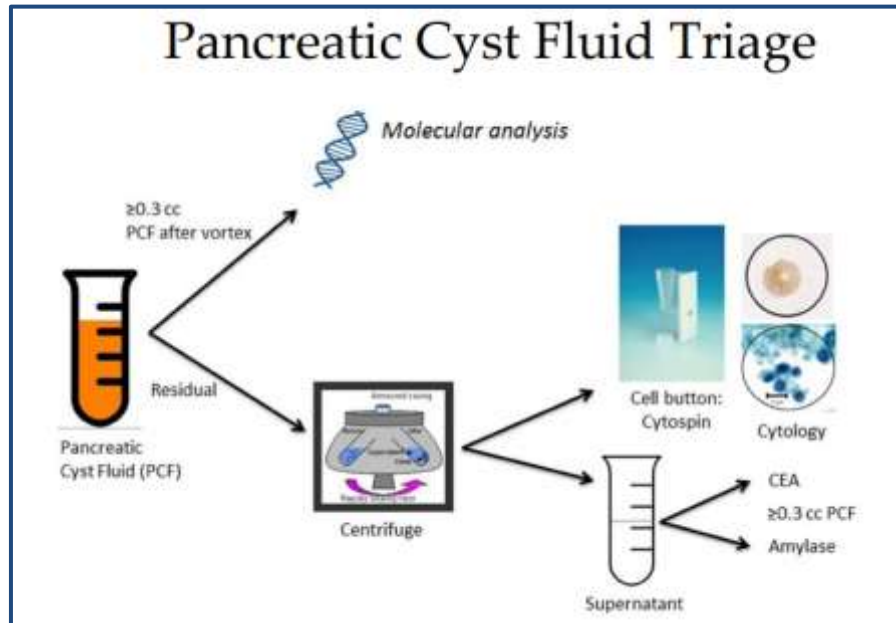 Pancreatic Cyst Fluid Triage
Molecular analysis
≥0.3 cc
PCF after vortex
Residual
Pancreatic
Cyst Fluid (PCF)
Centrifuge
Cell button:
Cytospin
Cytology
CEA
≥0.3 cc PCF
Amylase
Supernatant